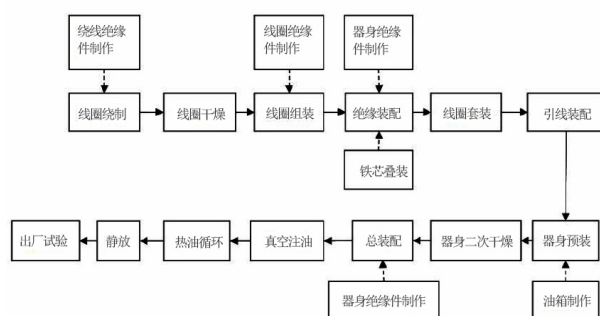 绕线绝缘
件制作
线圈绝缘
件制作
器身绝缘
件制作
线圈绕制
线圈干燥
线圈组装
绝缘装配
线圈套装
引线装配
铁芯叠装
出厂试验
静放
热油循环
真空注油
总装配
器身二次干燥
器身预装
器身绝缘件制作
油箱制作